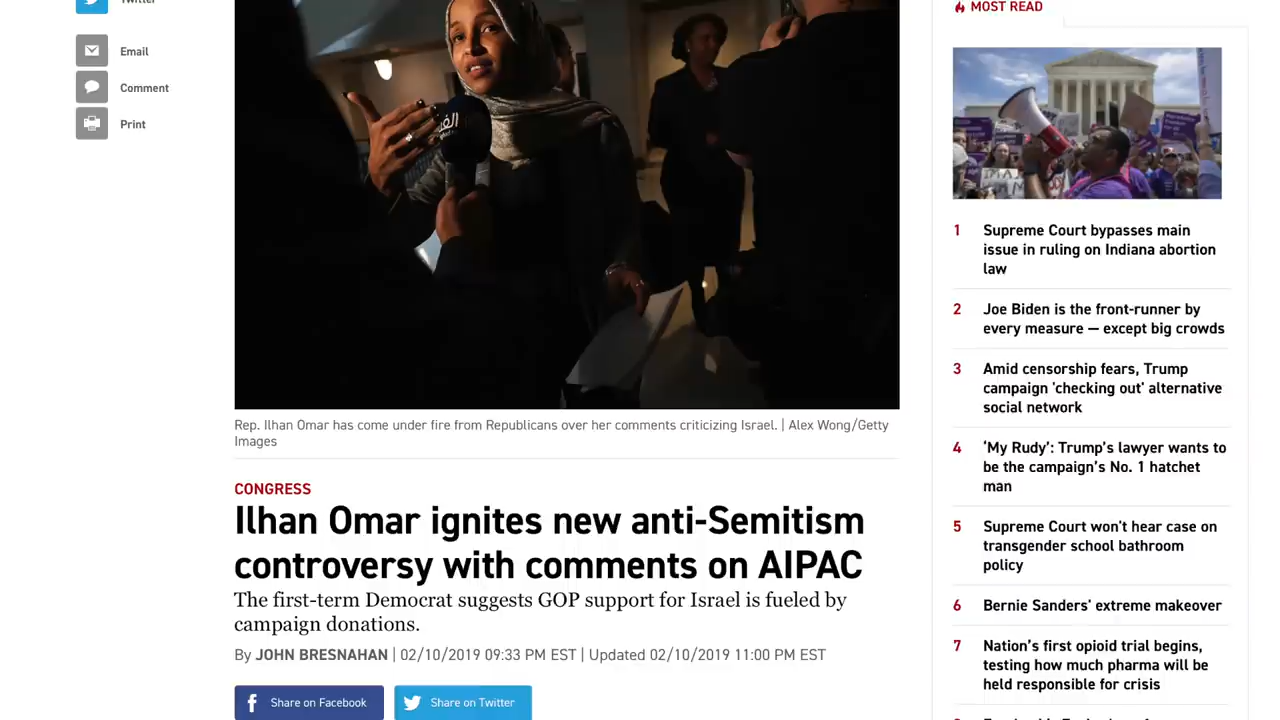 Email
Comment
Print
Rep. Ilhan Omar has come under fire from Republicans over her comments criticizing Israel. | Alex Wong/Getty
Images
CONGRESS
Ilhan Omar ignites new anti-Semitism
controversy with comments on AIPAC
The first-term Democrat suggests GOP support for Israel is fueled by
campaign donations.
By JOHN BRESNAHAN | 02/10/2019 09:33 PM EST | Updated 02/10/2019 11:00 PM EST
Share on Facebook
Share on Twitter
MOST READ
1 Supreme Court bypasses main
issue in ruling on Indiana abortion
law
2 Joe Biden is the front-runner by
every measure — except big crowds
3 Amid censorship fears, Trump
campaign 'checking out' alternative
social network
4 ‘My Rudy’: Trump’s lawyer wants to
be the campaign’s No. 1 hatchet
man
5 Supreme Court won't hear case on
transgender school bathroom
policy
6 Bernie Sanders' extreme makeover
7 Nation’s first opioid trial begins,
testing how much pharma will be
held responsible for crisis